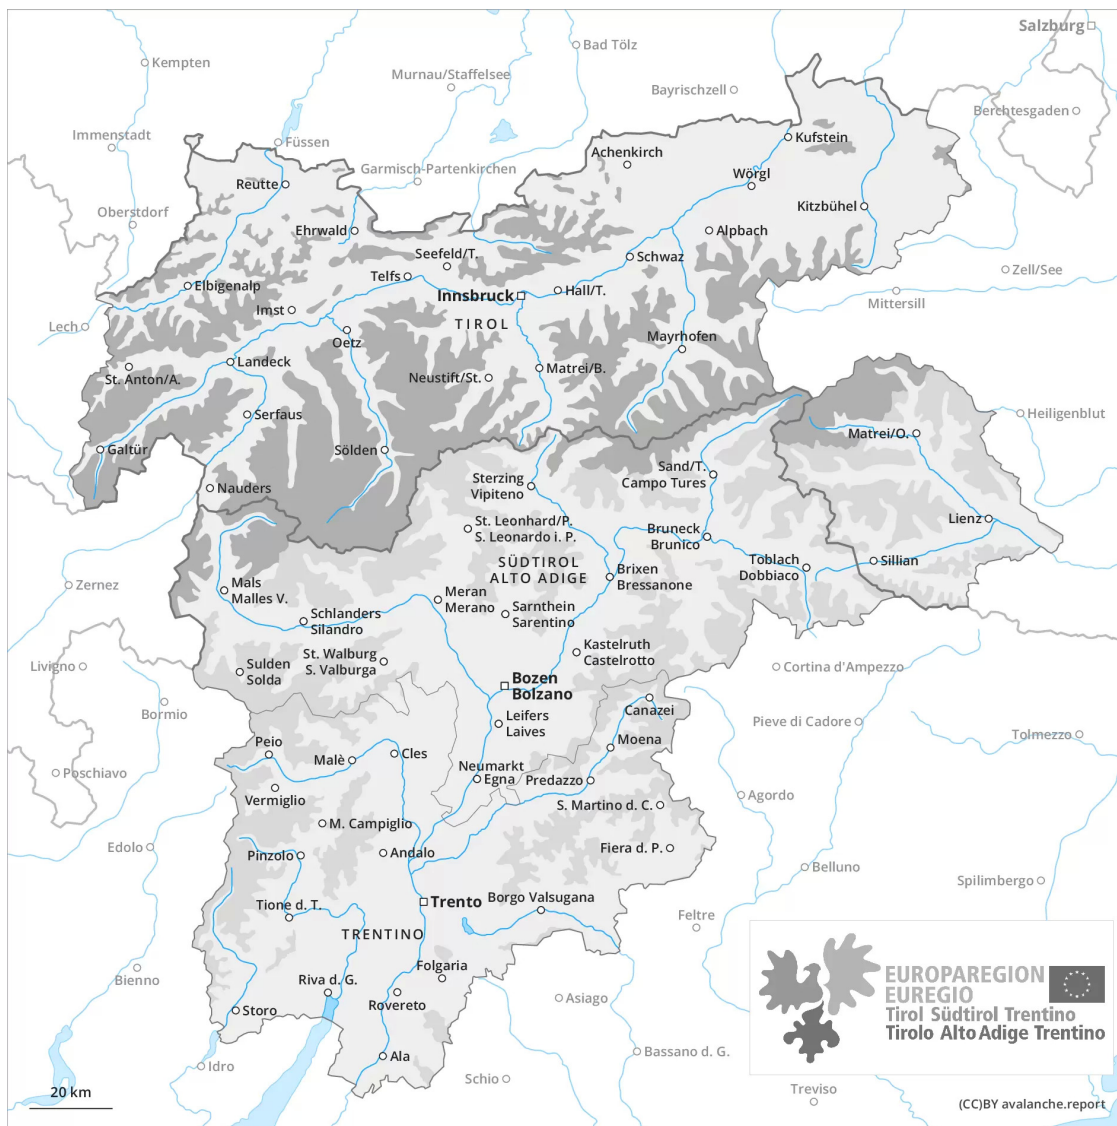 Salzburg
Bad Tölz
Kempten
Murnau/Staffelsee
Bayrischzell
Berchtesgaden
Immenstadt
Füssen
Kufstein
Achenkirch
Garmisch-Partenkirchen
Wörgl
Reutte
Oberstdorf
Kitzbühel
Ehrwald
Alpbach
Seefeld/T.
Schwaz
Zell/See
Telfs
Elbigenalp
Innsbruck
Hall/T.
Mittersill
Imst
TIROL
Lech
Oetz
Mayrhofen
Landeck
St. Anton/A.
Neustift/St.
Matrei/B.
Serfaus
Heiligenblut
Matrei/O.
Galtür
Sölden
Sand/T.
Campo Tures
Sterzing
Vipiteno
Nauders
Lienz
St. Leonhard/P.
S. Leonardo i. P.
Bruneck
Brunico
SÜDTIROL
ALTO ADIGE
Toblach
Dobbiaco
Sillian
Brixen
Bressanone
Zernez
Mals
Malles V.
Meran
Merano
Schlanders
Silandro
Sarnthein
Sarentino
Kastelruth
Castelrotto
St. Walburg
S. Valburga
Livigno
Sulden
Solda
Cortina d'Ampezzo
Bozen
Bolzano
Bormio
Canazei
Leifers
Laives
Pieve di Cadore
Tolmezzo
Peio
Moena
Malè
Cles
Neumarkt
Egna
Predazzo
Poschiavo
Vermiglio
S. Martino d. C.
Agordo
M. Campiglio
Edolo
Pinzolo
Andalo
Fiera d. P.
Belluno
Spilimbergo
Tione d. T.
Trento
Borgo Valsugana
Feltre
TRENTINO
Bienno
Riva d. G.
Folgaria
Rovereto
Asiago
Storo
EUROPAREGION
EUREGIO
Tirol Südtirol Trentino
Tirolo Alto Adige Trentino
Ala
Bassano d. G.
Idro
Schio
Treviso
20 km
(CC)BY avalanche.report